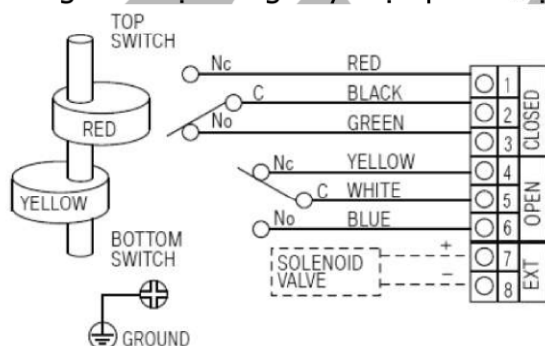 TOP
SWITCH
RED
YELLOW
BOTTOM
SWITCH
GROUND
Nc RED 1
C BLACK 2
No GREEN 3
CLOSED
Nc YELLOW 4
C WHITE 5
No BLUE 6
OPEN
SOLENOID
VALVE
+ 7
- 8
EXT